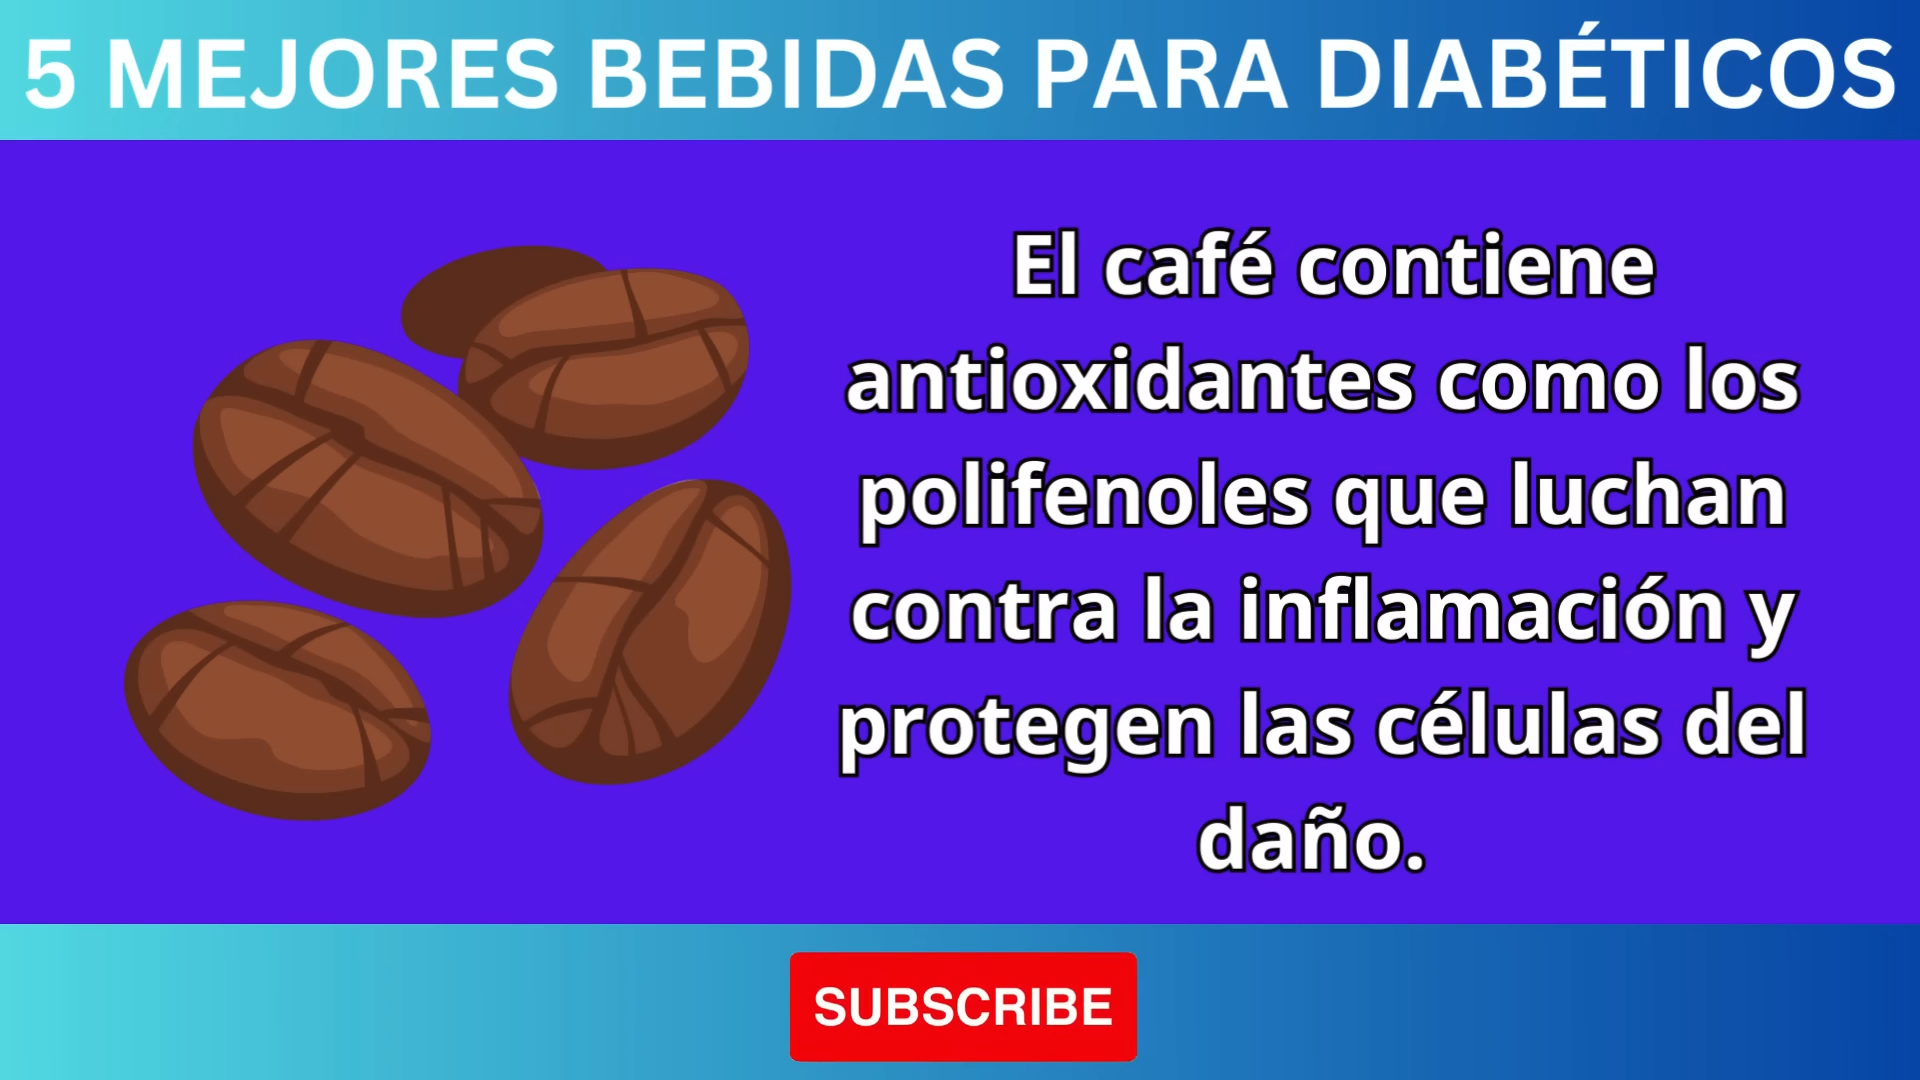 5 MEJORES BEBIDAS PARA DIABÉTICOS
El café contiene
antioxidantes como los
polifenoles que luchan
contra la inflamación y
protegen las células del
daño.
SUBSCRIBE